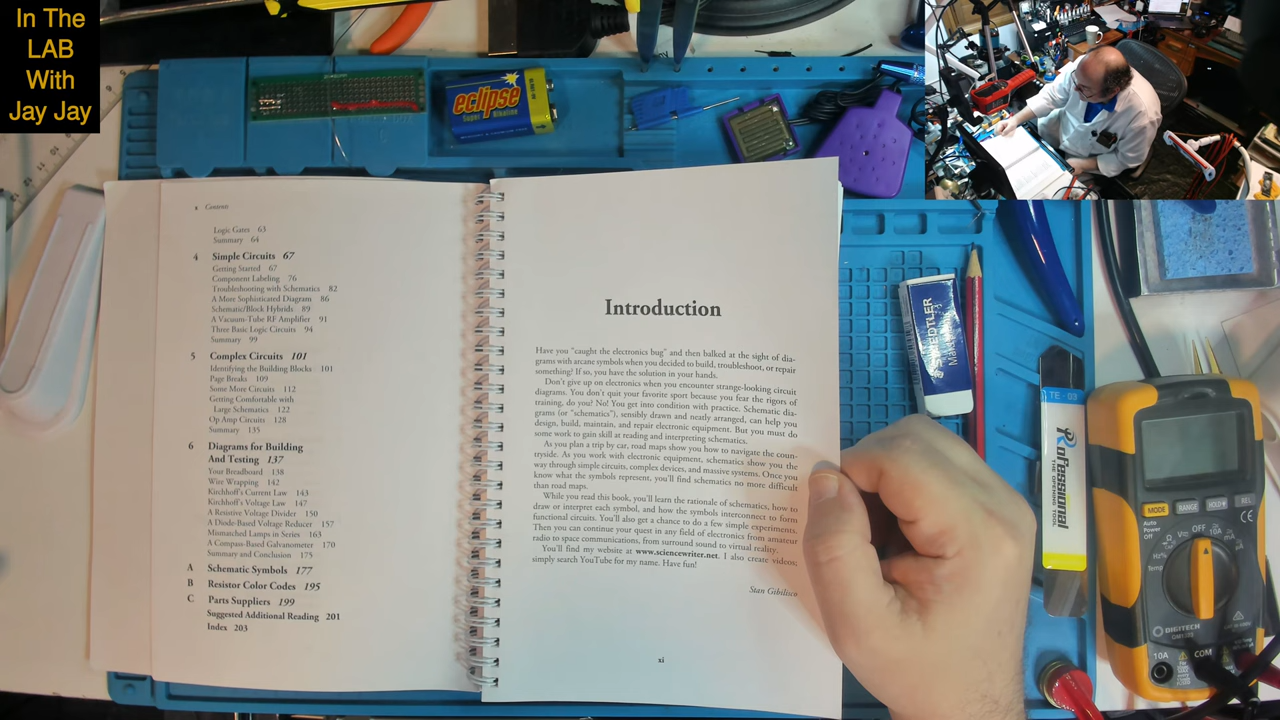 In The
LAB
With
Jay Jay
eclipse
Super Alkaline
x Contents
Logic Gates 63
Summary 64
4 Simple Circuits 67
Getting Started 67
Component Labeling 76
Troubleshooting with Schematics 82
A More Sophisticated Diagram 86
Schematic/Block Hybrids 89
A Vacuum-Tube RF Amplifier 91
Three Basic Logic Circuits 94
Summary 99
5 Complex Circuits 101
Identifying the Building Blocks 101
Page Breaks 109
Some More Circuits 112
Getting Comfortable with
Large Schematics 122
Op Amp Circuits 128
Summary 135
6 Diagrams for Building
And Testing 137
Your Breadboard 138
Wire Wrapping 142
Kirchhoff's Current Law 143
Kirchhoff's Voltage Law 147
A Resistive Voltage Divider 150
A Diode-Based Voltage Reducer 157
Mismatched Lamps in Series 163
A Compass-Based Galvanometer 170
Summary and Conclusion 173
A Schematic Symbols 177
B Resistor Color Codes 195
C Parts Suppliers 199
Suggested Additional Reading 201
Index 203
Introduction
Have you "caught the electronics bug" and then balked at the sight of dia-
grams with arcane symbols when you decided to build, troubleshoot, or repair
something? If so, you have the solution in your hands.
Don't give up on electronics when you encounter strange-looking circuit
diagrams. You don't quit your favorite sport because you fear the rigors of
training, do you? No! You get into condition with practice. Schematic dia-
grams (or "schematics"), sensibly drawn and neatly arranged, can help you
design, build, maintain, and repair electronic equipment. But you must do
some work to gain skill at reading and interpreting schematics.
As you plan a trip by car, road maps show you how to navigate the coun-
tryside. As you work with electronic equipment, schematics show you the
way through simple circuits, complex devices, and massive systems. Once you
know what the symbols represent, you'll find schematics no more difficult
than road maps.
While you read this book, you'll learn the rationale of schematics, how to
draw or interpret each symbol, and how the symbols interconnect to form
functional circuits. You'll also get a chance to do a few simple experiments.
Then you can continue your quest in any field of electronics from amateur
radio to space communications, from surround sound to virtual reality.
You'll find my website at www.sciencewriter.net. I also create videos;
simply search YouTube for my name. Have fun!
Stan Gibilisco
xi
STAEDTLER
Mars
TE - 03
Professional
THE OPENING TOOL
MODE RANGE HOLD REL
Auto
Power
Off
OFF
10A
Temp
DIGITECH
10A COM